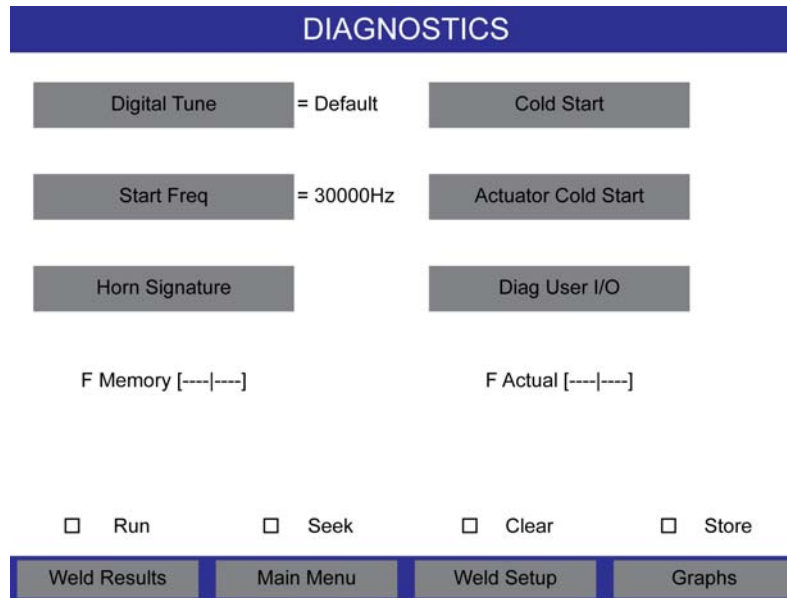 DIAGNOSTICS
Digital Tune = Default Cold Start
Start Freq = 30000Hz Actuator Cold Start
Horn Signature Diag User I/O
F Memory [----|----] F Actual [----|----]
Run Seek Clear Store
Weld Results Main Menu Weld Setup Graphs